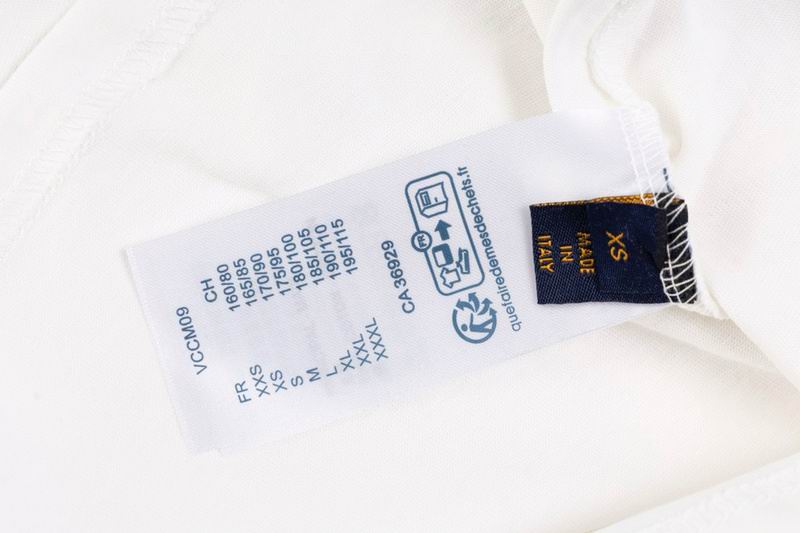 VCCM09
FR CH
XXS 160/80
XS 165/85
S 170/90
M 175/95
L 180/100
XL 185/105
XXL 190/110
XXXL 195/115
CA 36929
FR
quefairedemesdechets.fr
XS
MADE
IN
ITALY